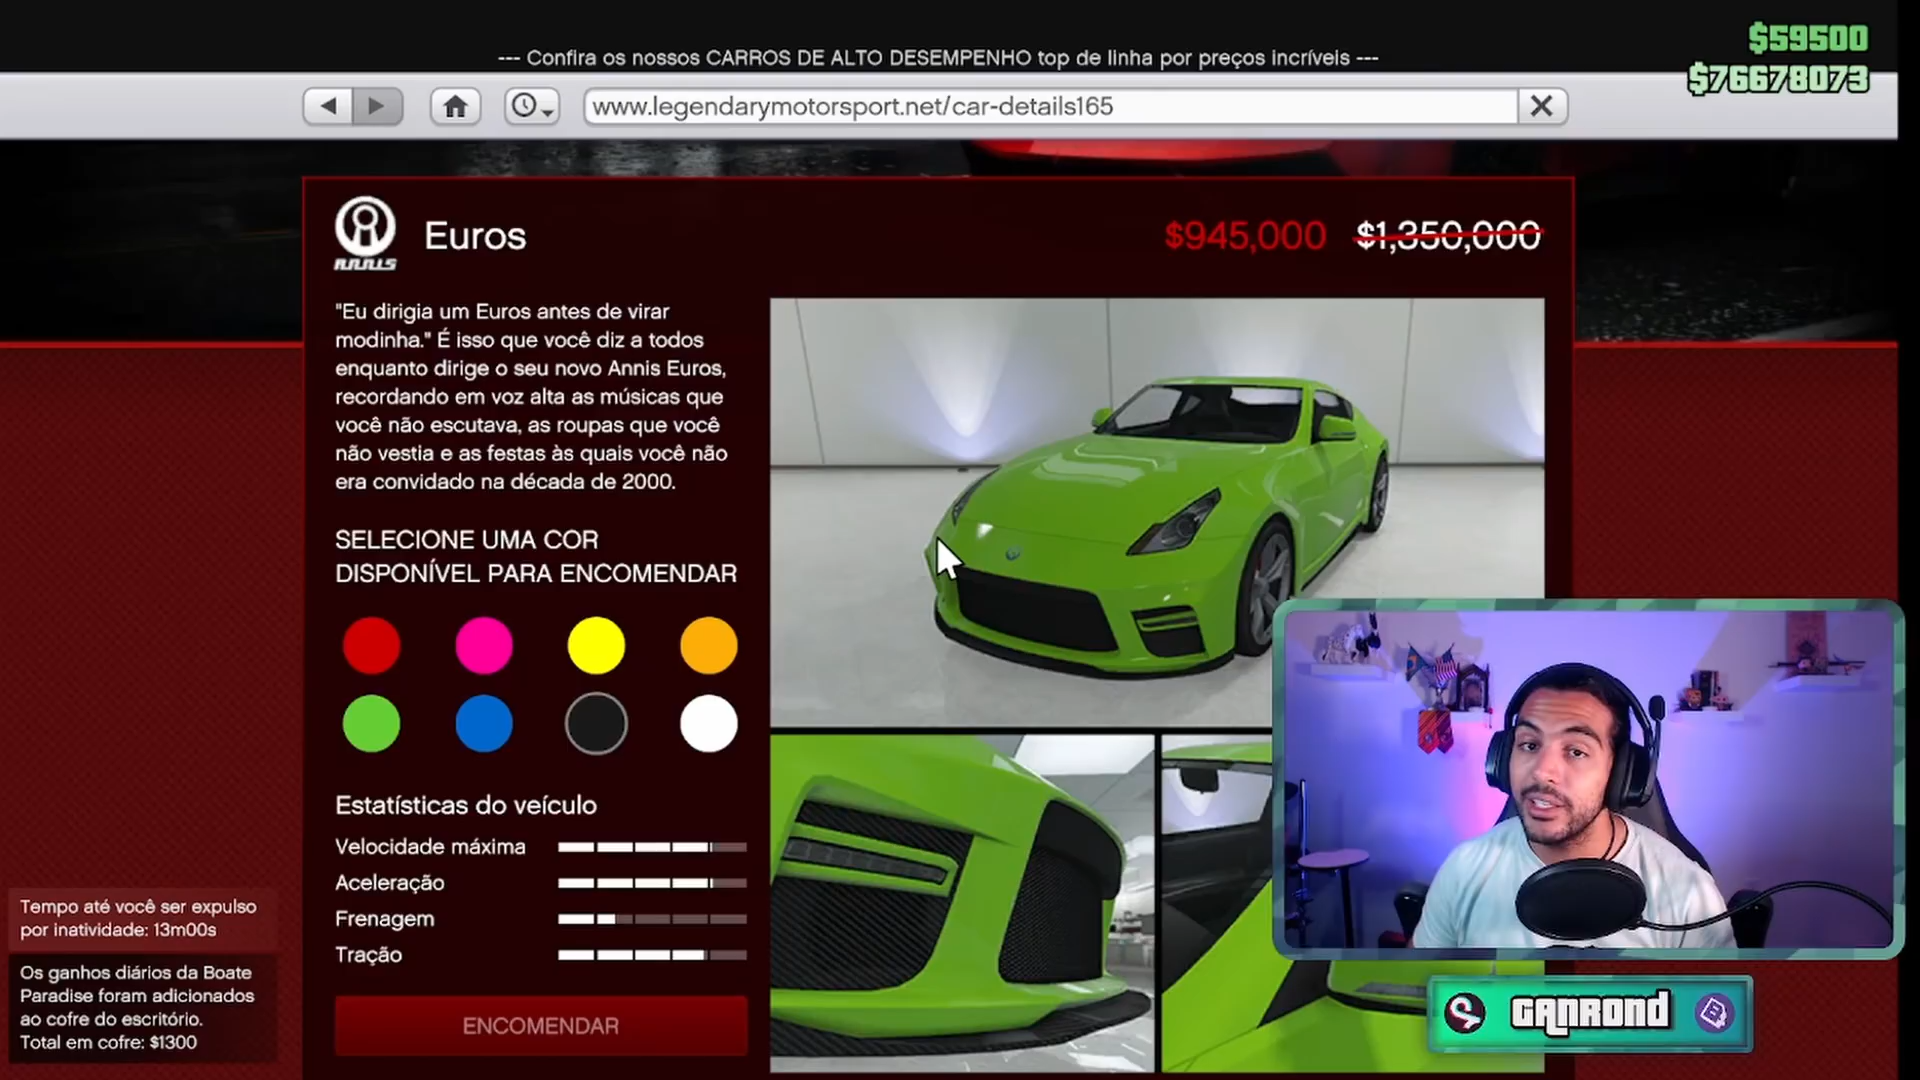 $59500
--- Confira os nossos CARROS DE ALTO DESEMPENHO top de linha por preços incríveis ---
$76678073
www.legendarymotorsport.net/car-details165
ANNIS
Euros
$945,000 $1,350,000
"Eu dirigia um Euros antes de virar
modinha." É isso que você diz a todos
enquanto dirige o seu novo Annis Euros,
recordando em voz alta as músicas que
você não escutava, as roupas que você
não vestia e as festas às quais você não
era convidado na década de 2000.
SELECIONE UMA COR
DISPONÍVEL PARA ENCOMENDAR
Estatísticas do veículo
Velocidade máxima
Aceleração
Frenagem
Tração
ENCOMENDAR
Tempo até você ser expulso
por inatividade: 13m00s
Os ganhos diários da Boate
Paradise foram adicionados
ao cofre do escritório.
Total em cofre: $1300
GANROND